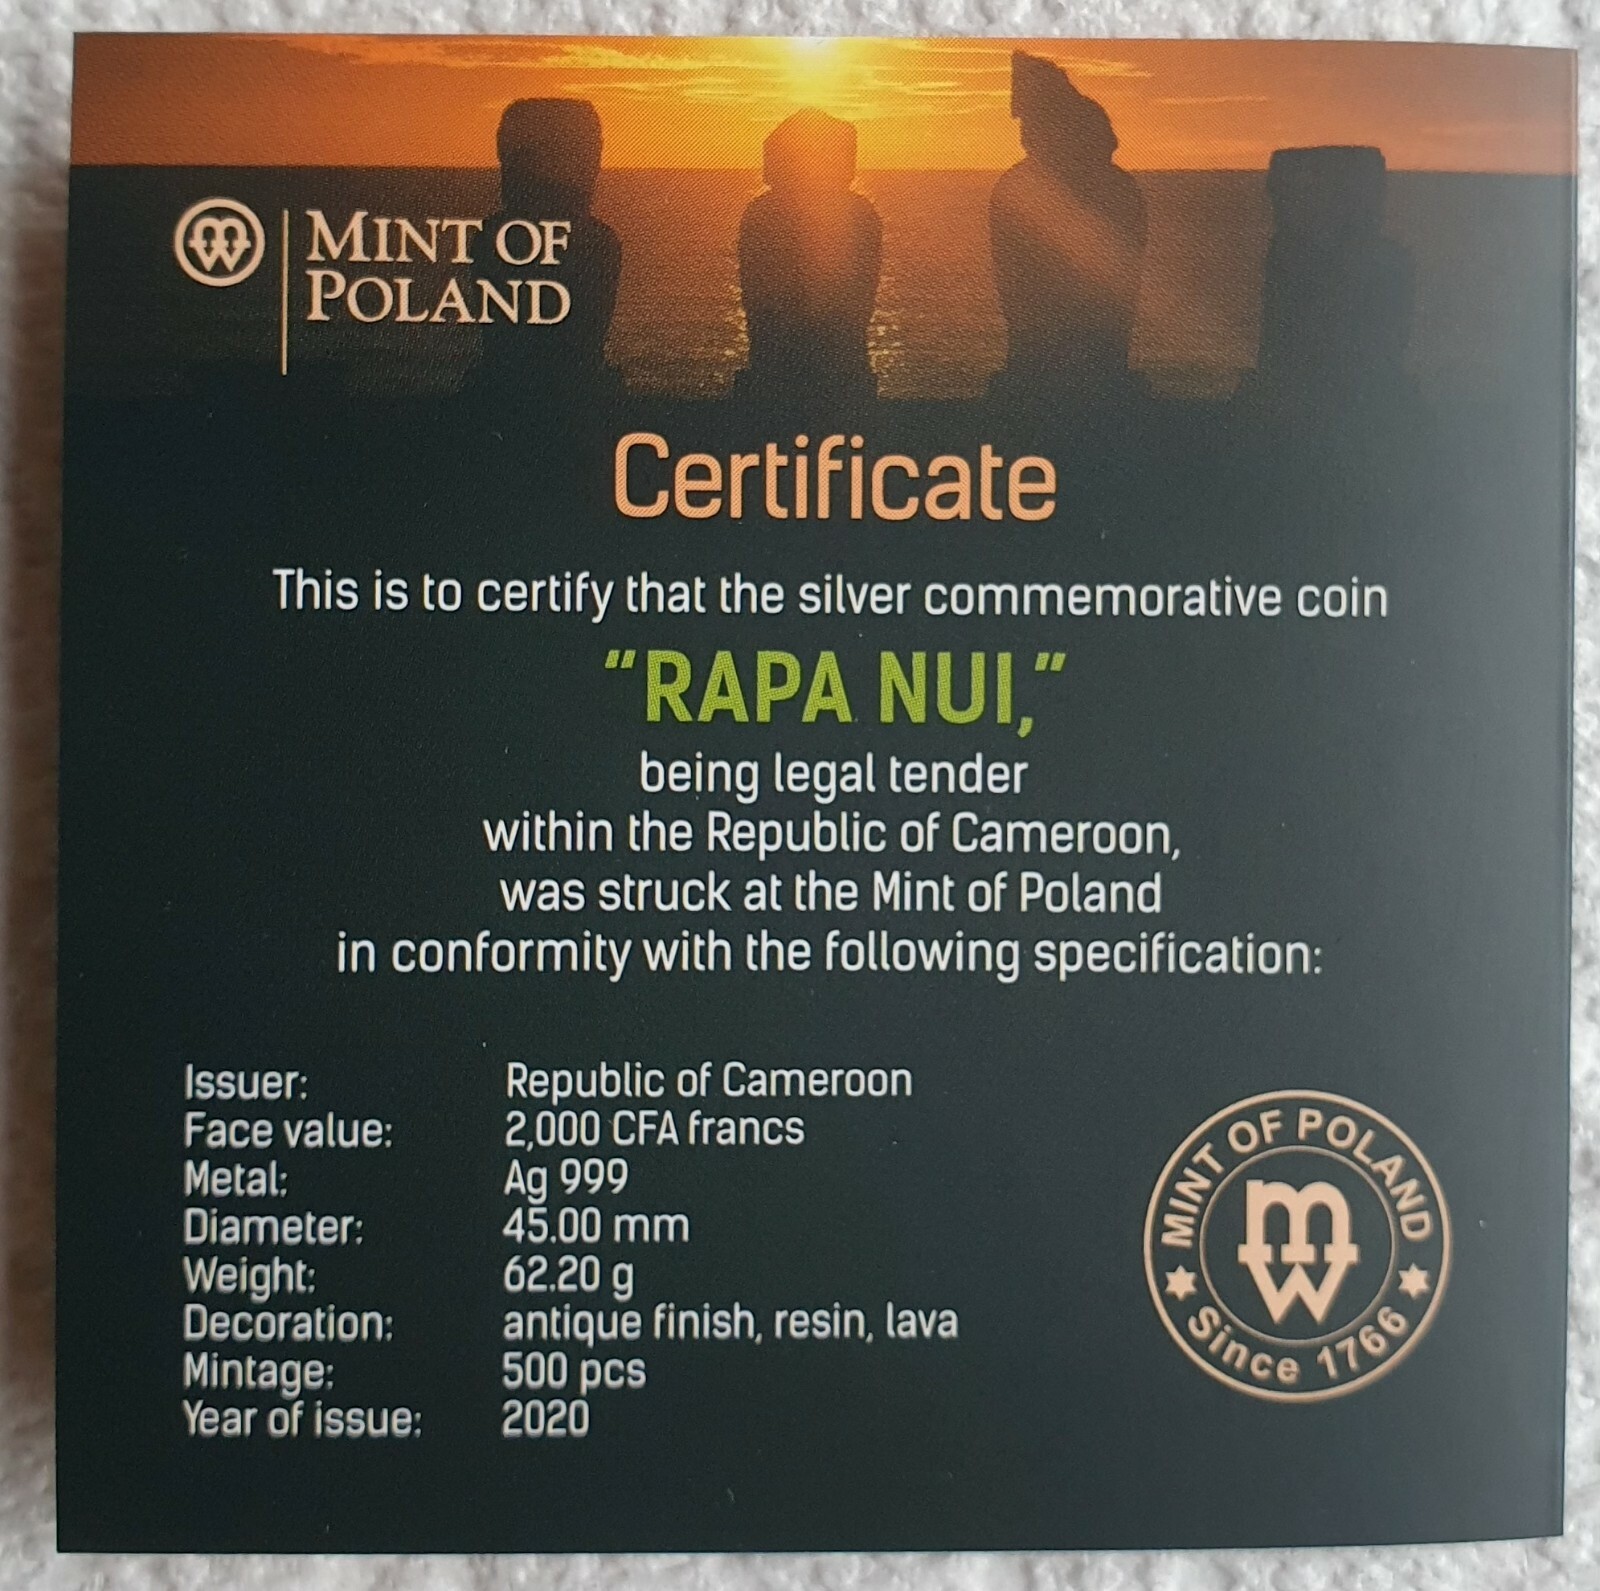 MINT OF
POLAND
Certificate
This is to certify that the silver commemorative coin
"RAPA NUI,"
being legal tender
within the Republic of Cameroon,
was struck at the Mint of Poland
in conformity with the following specification:
Issuer: Republic of Cameroon
Face value: 2,000 CFA francs
Metal: Ag 999
Diameter: 45.00 mm
Weight: 62.20 g
Decoration: antique finish, resin, lava
Mintage: 500 pcs
Year of issue: 2020
MINT OF POLAND
mw
Since 1766